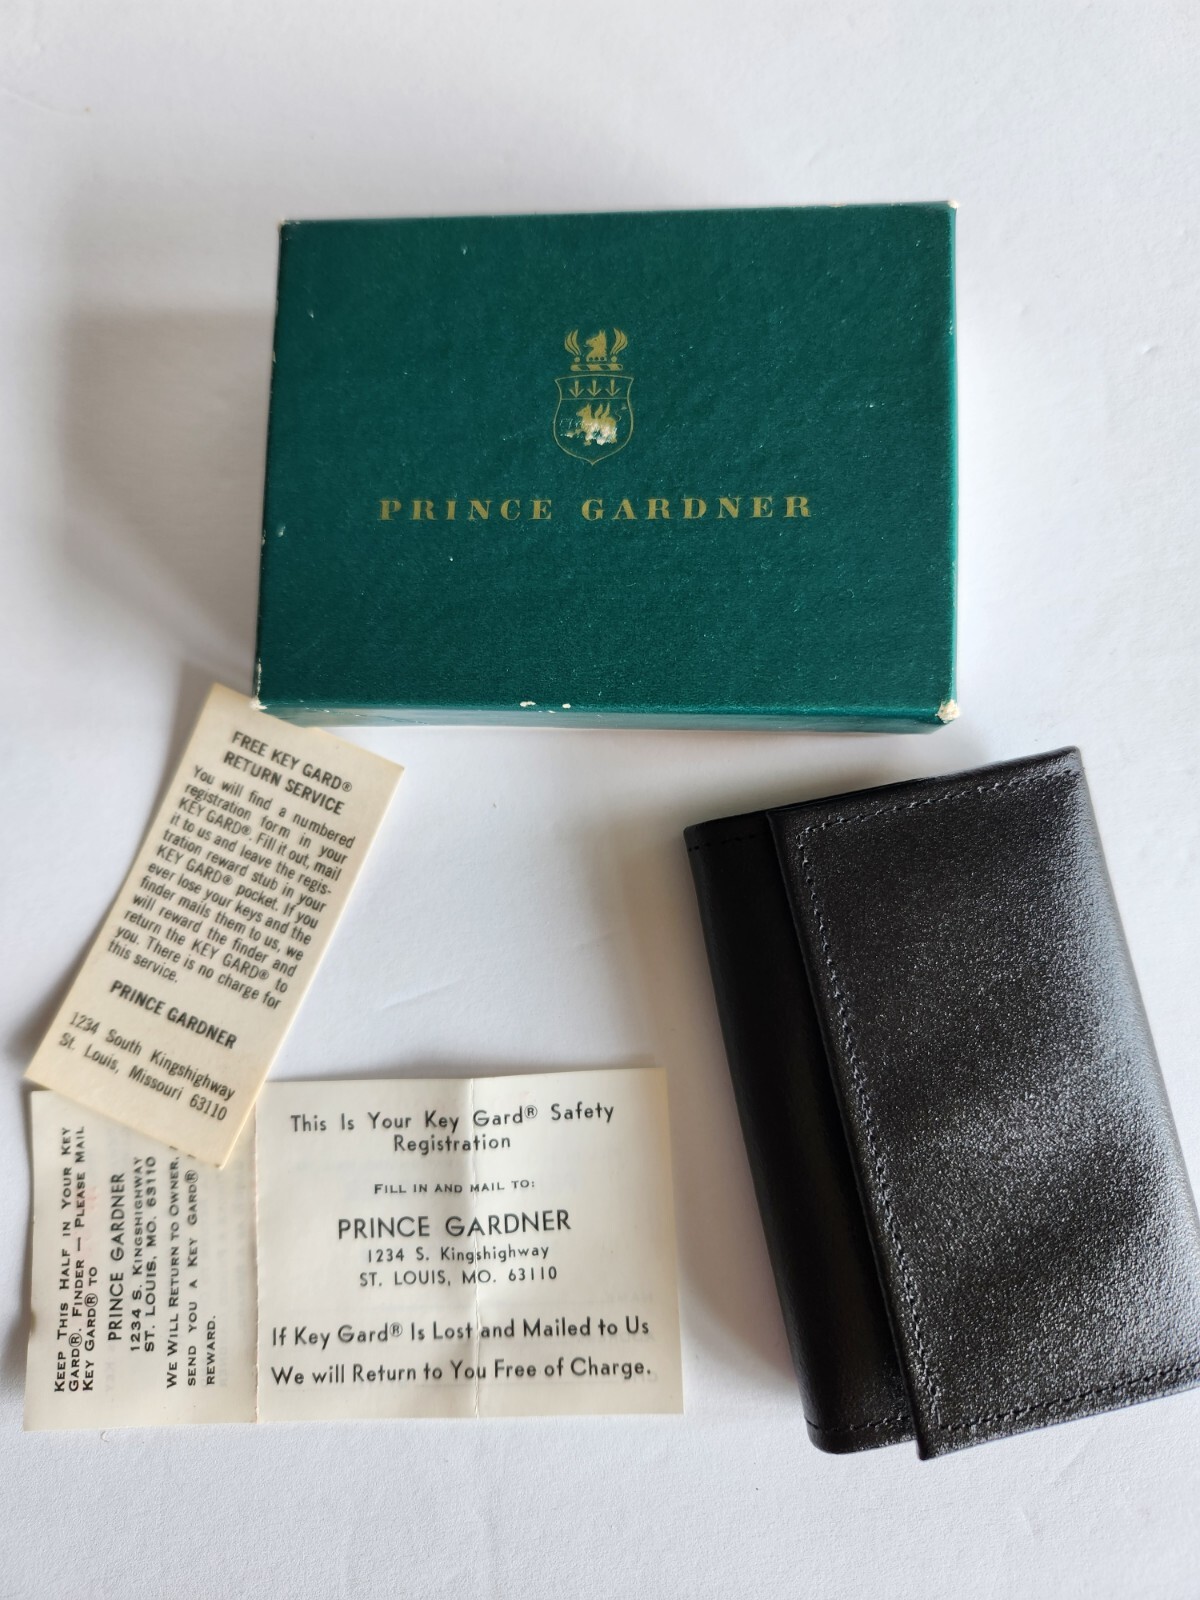 PRINCE GARDNER
FREE KEY GARD®
RETURN SERVICE
You will find a numbered
registration form in your
KEY GARD®. Fill it out, mail
it to us and leave the regis-
tration reward stub in your
KEY GARD® pocket. If you
ever lose your keys and the
finder mails them to us, we
will reward the finder and
return the KEY GARD® to
you. There is no charge for
this service.
PRINCE GARDNER
1234 South Kingshighway
St. Louis, Missouri 63110
KEEP THIS HALF IN YOUR KEY
GARD®. FINDER — PLEASE MAIL
KEY GARD® TO
PRINCE GARDNER
1234 S. KINGSHIGHWAY
ST. LOUIS, MO. 63110
WE WILL RETURN TO OWNER.
SEND YOU A KEY GARD®
REWARD.
This Is Your Key Gard® Safety
Registration
FILL IN AND MAIL TO:
PRINCE GARDNER
1234 S. Kingshighway
ST. LOUIS, MO. 63110
If Key Gard® Is Lost and Mailed to Us
We will Return to You Free of Charge.